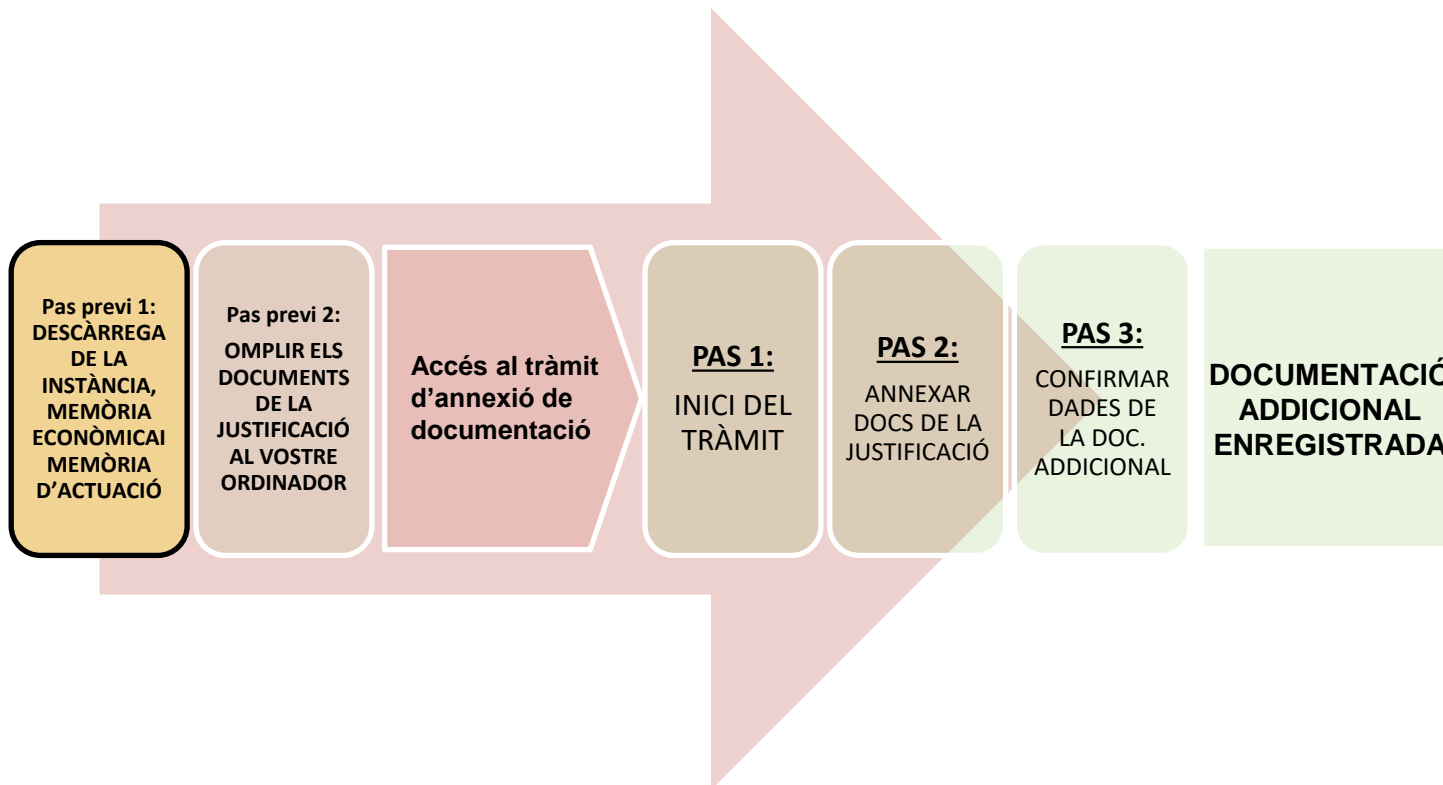 Pas previ 1:
DESCÀRREGA
DE LA
INSTÀNCIA,
MEMÒRIA
ECONÒMICAI
MEMÒRIA
D'ACTUACIÓ
Pas previ 2:
OMPLIR ELS
DOCUMENTS
DE LA
JUSTIFICACIÓ
AL VOSTRE
ORDINADOR
Accés al tràmit
d'annexió de
documentació
PAS 1:
INICI DEL
TRÀMIT
PAS 2:
ANNEXAR
DOCS DE LA
JUSTIFICACIÓ
PAS 3:
CONFIRMAR
DADES DE
LA DOC.
ADDICIONAL
DOCUMENTACIÓ
ADDICIONAL
ENREGISTRADA